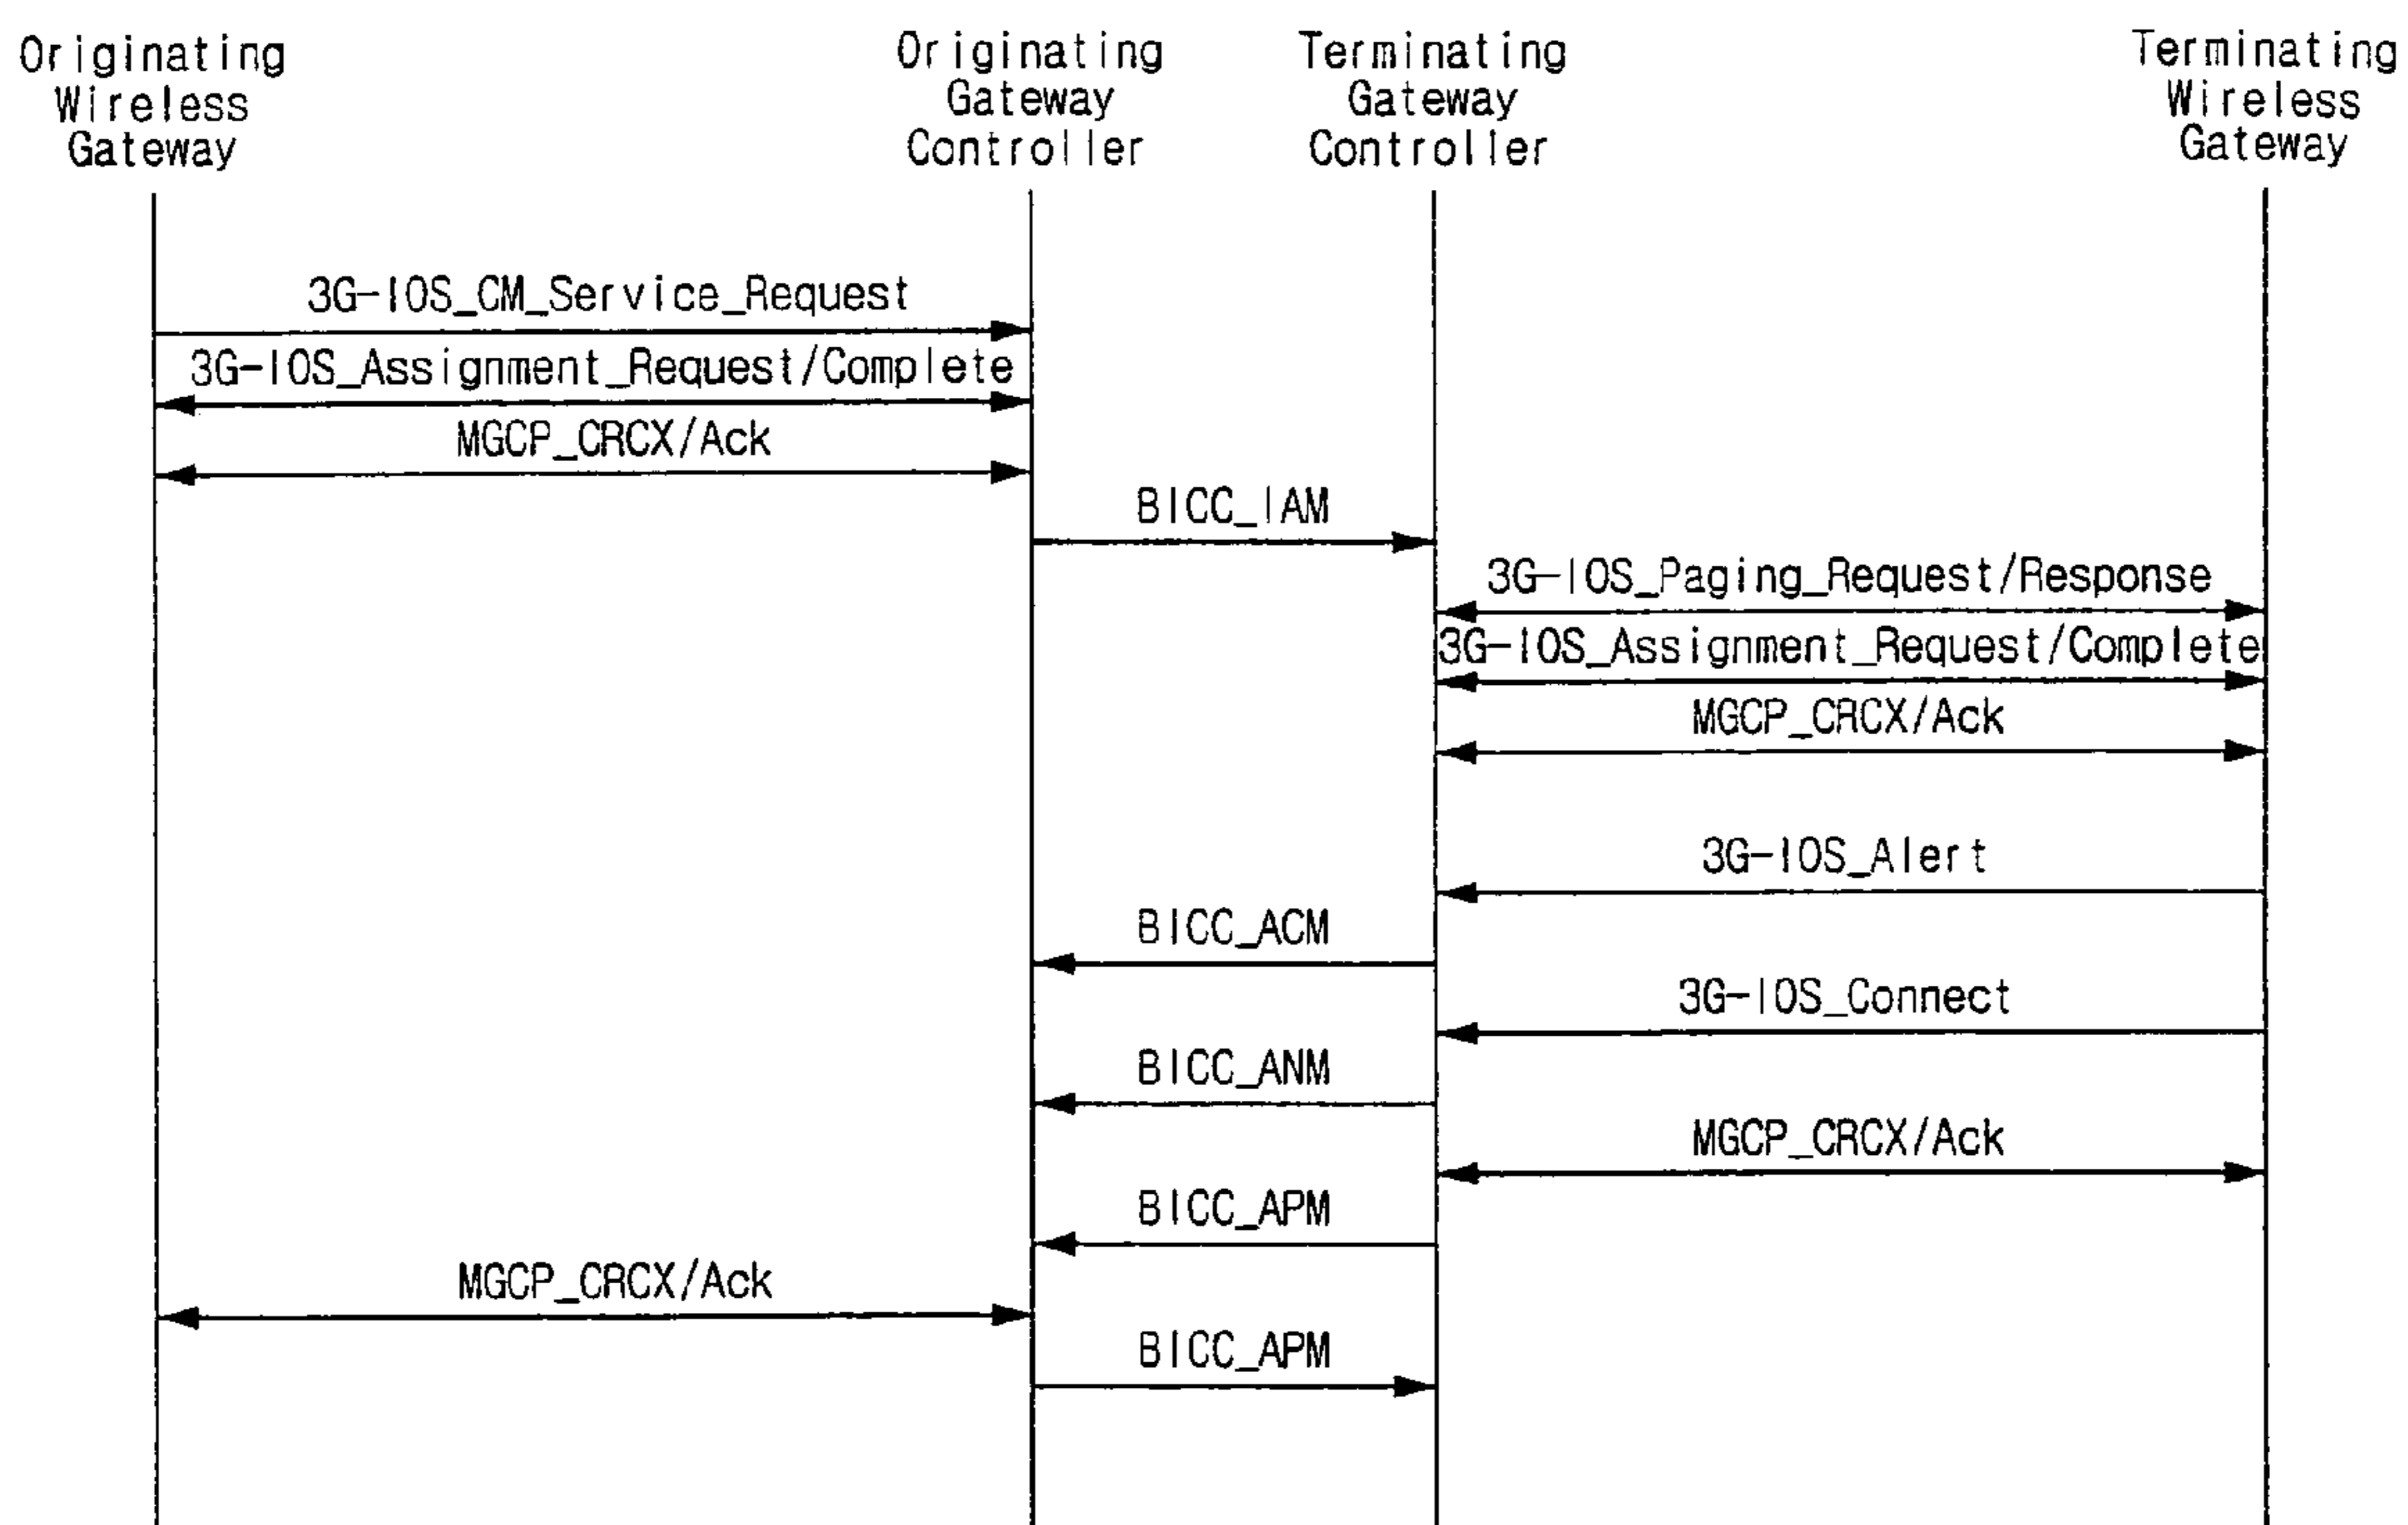 Originating
Wireless
Gateway
Originating
Gateway
Controller
Terminating
Gateway
Controller
Terminating
Wireless
Gateway
3G-IOS_CM_Service_Request
3G-IOS_Assignment_Request/Complete
MGCP_CRCX/Ack
BICC_IAM
3G-IOS_Paging_Request/Response
3G-IOS_Assignment_Request/Complete
MGCP_CRCX/Ack
3G-IOS_Alert
BICC_ACM
3G-IOS_Connect
BICC_ANM
MGCP_CRCX/Ack
BICC_APM
MGCP_CRCX/Ack
BICC_APM